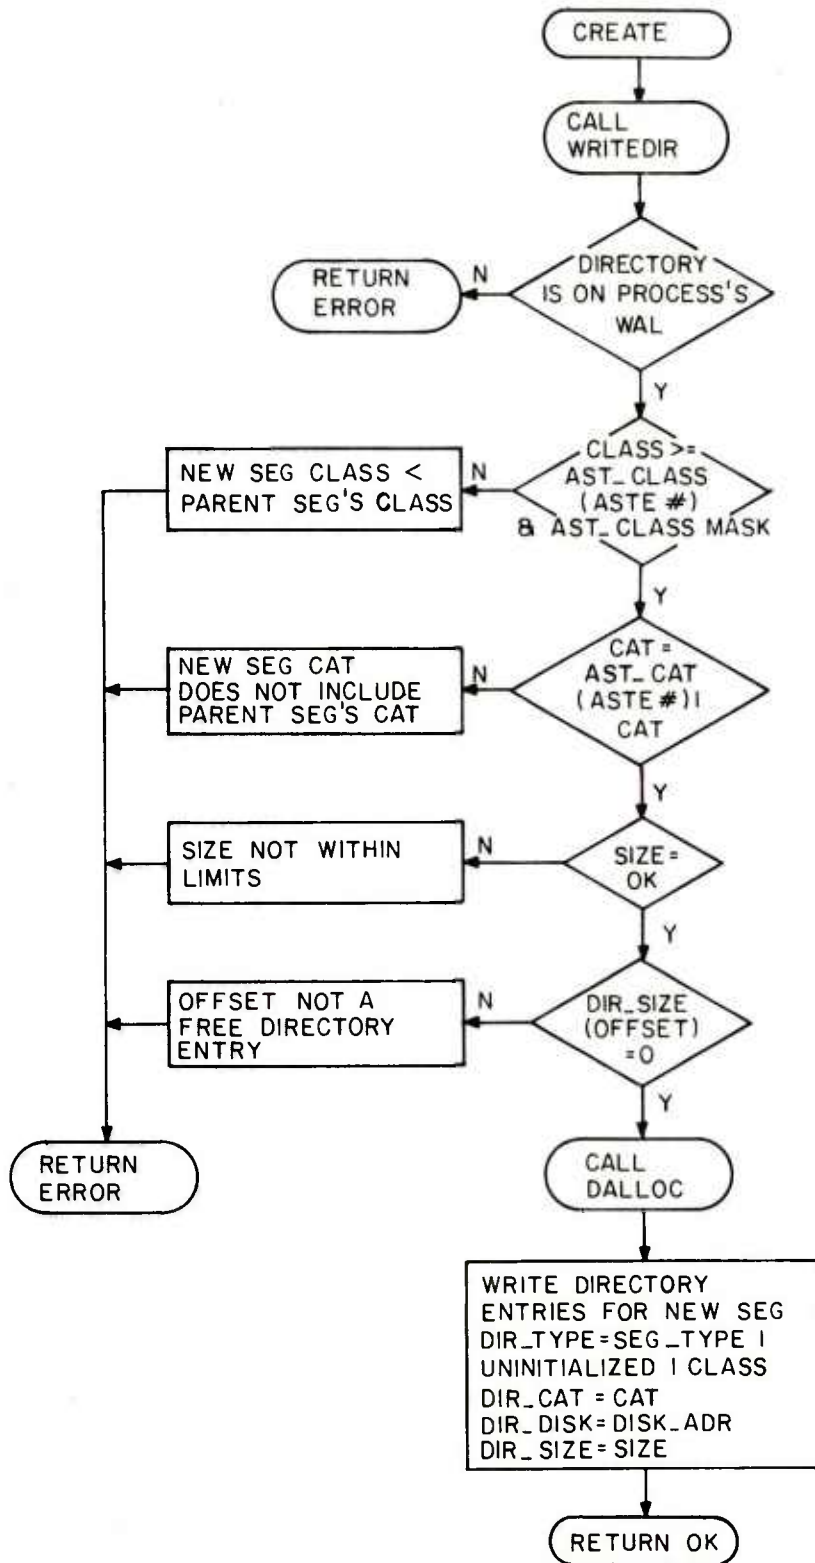 CREATE
CALL
WRITEDIR
DIRECTORY
IS ON PROCESS'S
WAL
N
RETURN
ERROR
Y
CLASS >=
AST_CLASS
(ASTE #)
& AST_CLASS MASK
N
NEW SEG CLASS <
PARENT SEG'S CLASS
Y
CAT =
AST_CAT
(ASTE #) |
CAT
N
NEW SEG CAT
DOES NOT INCLUDE
PARENT SEG'S CAT
Y
SIZE =
OK
N
SIZE NOT WITHIN
LIMITS
Y
DIR_SIZE
(OFFSET)
= 0
N
OFFSET NOT A
FREE DIRECTORY
ENTRY
Y
RETURN
ERROR
CALL
DALLOC
WRITE DIRECTORY
ENTRIES FOR NEW SEG
DIR_TYPE = SEG_TYPE |
UNINITIALIZED | CLASS
DIR_CAT = CAT
DIR_DISK = DISK_ADR
DIR_SIZE = SIZE
RETURN OK